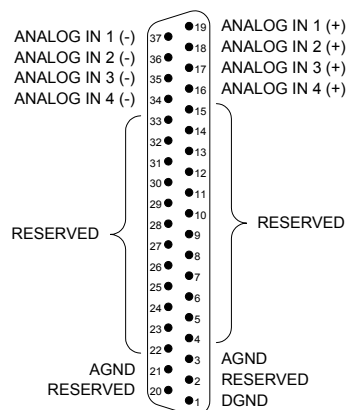 ANALOG IN 1 (-)
ANALOG IN 2 (-)
ANALOG IN 3 (-)
ANALOG IN 4 (-)
RESERVED
AGND
RESERVED
37
36
35
34
33
32
31
30
29
28
27
26
25
24
23
22
21
20
19
18
17
16
15
14
13
12
11
10
9
8
7
6
5
4
3
2
1
ANALOG IN 1 (+)
ANALOG IN 2 (+)
ANALOG IN 3 (+)
ANALOG IN 4 (+)
RESERVED
AGND
RESERVED
DGND